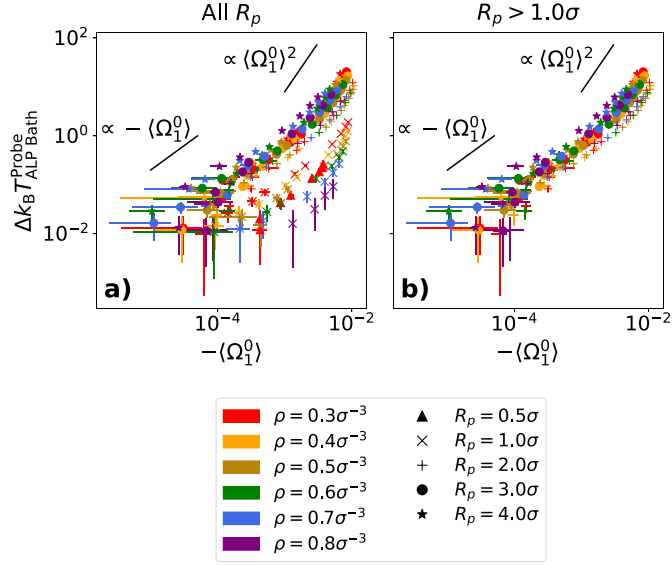 All $R_p$
$R_p > 1.0\sigma$
$\Delta k_{\mathrm{B}} T^{\mathrm{Probe}}_{\mathrm{ALP\ Bath}}$
$10^2$
$10^0$
$10^{-2}$
$\propto \langle\Omega_1^0\rangle^2$
$\propto -\langle\Omega_1^0\rangle$
a)
$10^{-4}$
$10^{-2}$
$-\langle\Omega_1^0\rangle$
$\propto \langle\Omega_1^0\rangle^2$
$\propto -\langle\Omega_1^0\rangle$
b)
$10^{-4}$
$10^{-2}$
$-\langle\Omega_1^0\rangle$
$\rho = 0.3\sigma^{-3}$
$\rho = 0.4\sigma^{-3}$
$\rho = 0.5\sigma^{-3}$
$\rho = 0.6\sigma^{-3}$
$\rho = 0.7\sigma^{-3}$
$\rho = 0.8\sigma^{-3}$
$R_p = 0.5\sigma$
$R_p = 1.0\sigma$
$R_p = 2.0\sigma$
$R_p = 3.0\sigma$
$R_p = 4.0\sigma$